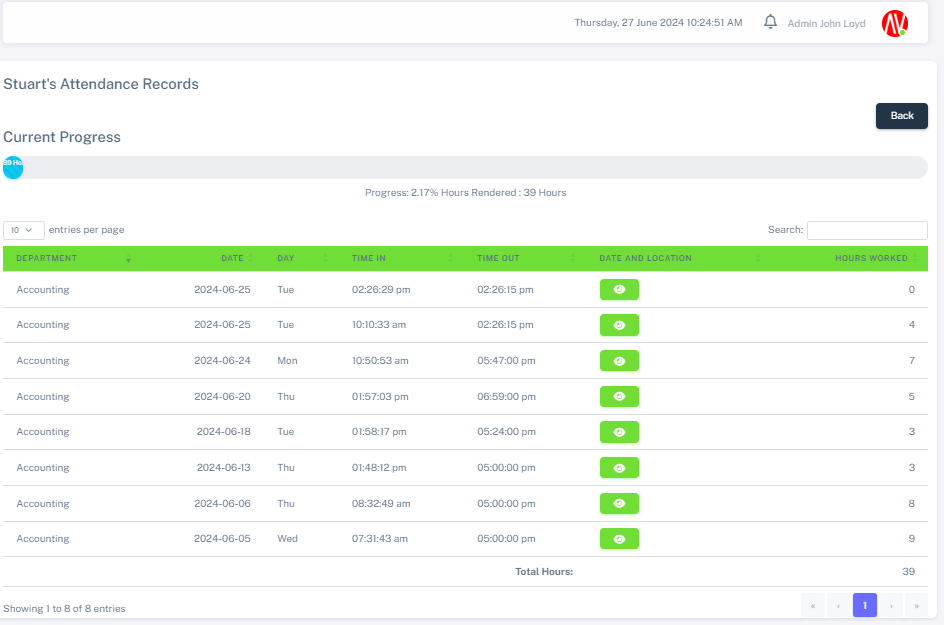 Thursday, 27 June 2024 10:24:51 AM Admin John Loyd
Stuart's Attendance Records
Back
Current Progress
39 Ho
Progress: 2.17% Hours Rendered : 39 Hours
10 entries per page Search:
DEPARTMENT DATE DAY TIME IN TIME OUT DATE AND LOCATION HOURS WORKED
Accounting 2024-06-25 Tue 02:26:29 pm 02:26:15 pm 0
Accounting 2024-06-25 Tue 10:10:33 am 02:26:15 pm 4
Accounting 2024-06-24 Mon 10:50:53 am 05:47:00 pm 7
Accounting 2024-06-20 Thu 01:57:03 pm 06:59:00 pm 5
Accounting 2024-06-18 Tue 01:58:17 pm 05:24:00 pm 3
Accounting 2024-06-13 Thu 01:48:12 pm 05:00:00 pm 3
Accounting 2024-06-06 Thu 08:32:49 am 05:00:00 pm 8
Accounting 2024-06-05 Wed 07:31:43 am 05:00:00 pm 9
Total Hours: 39
Showing 1 to 8 of 8 entries « ‹ 1 › »